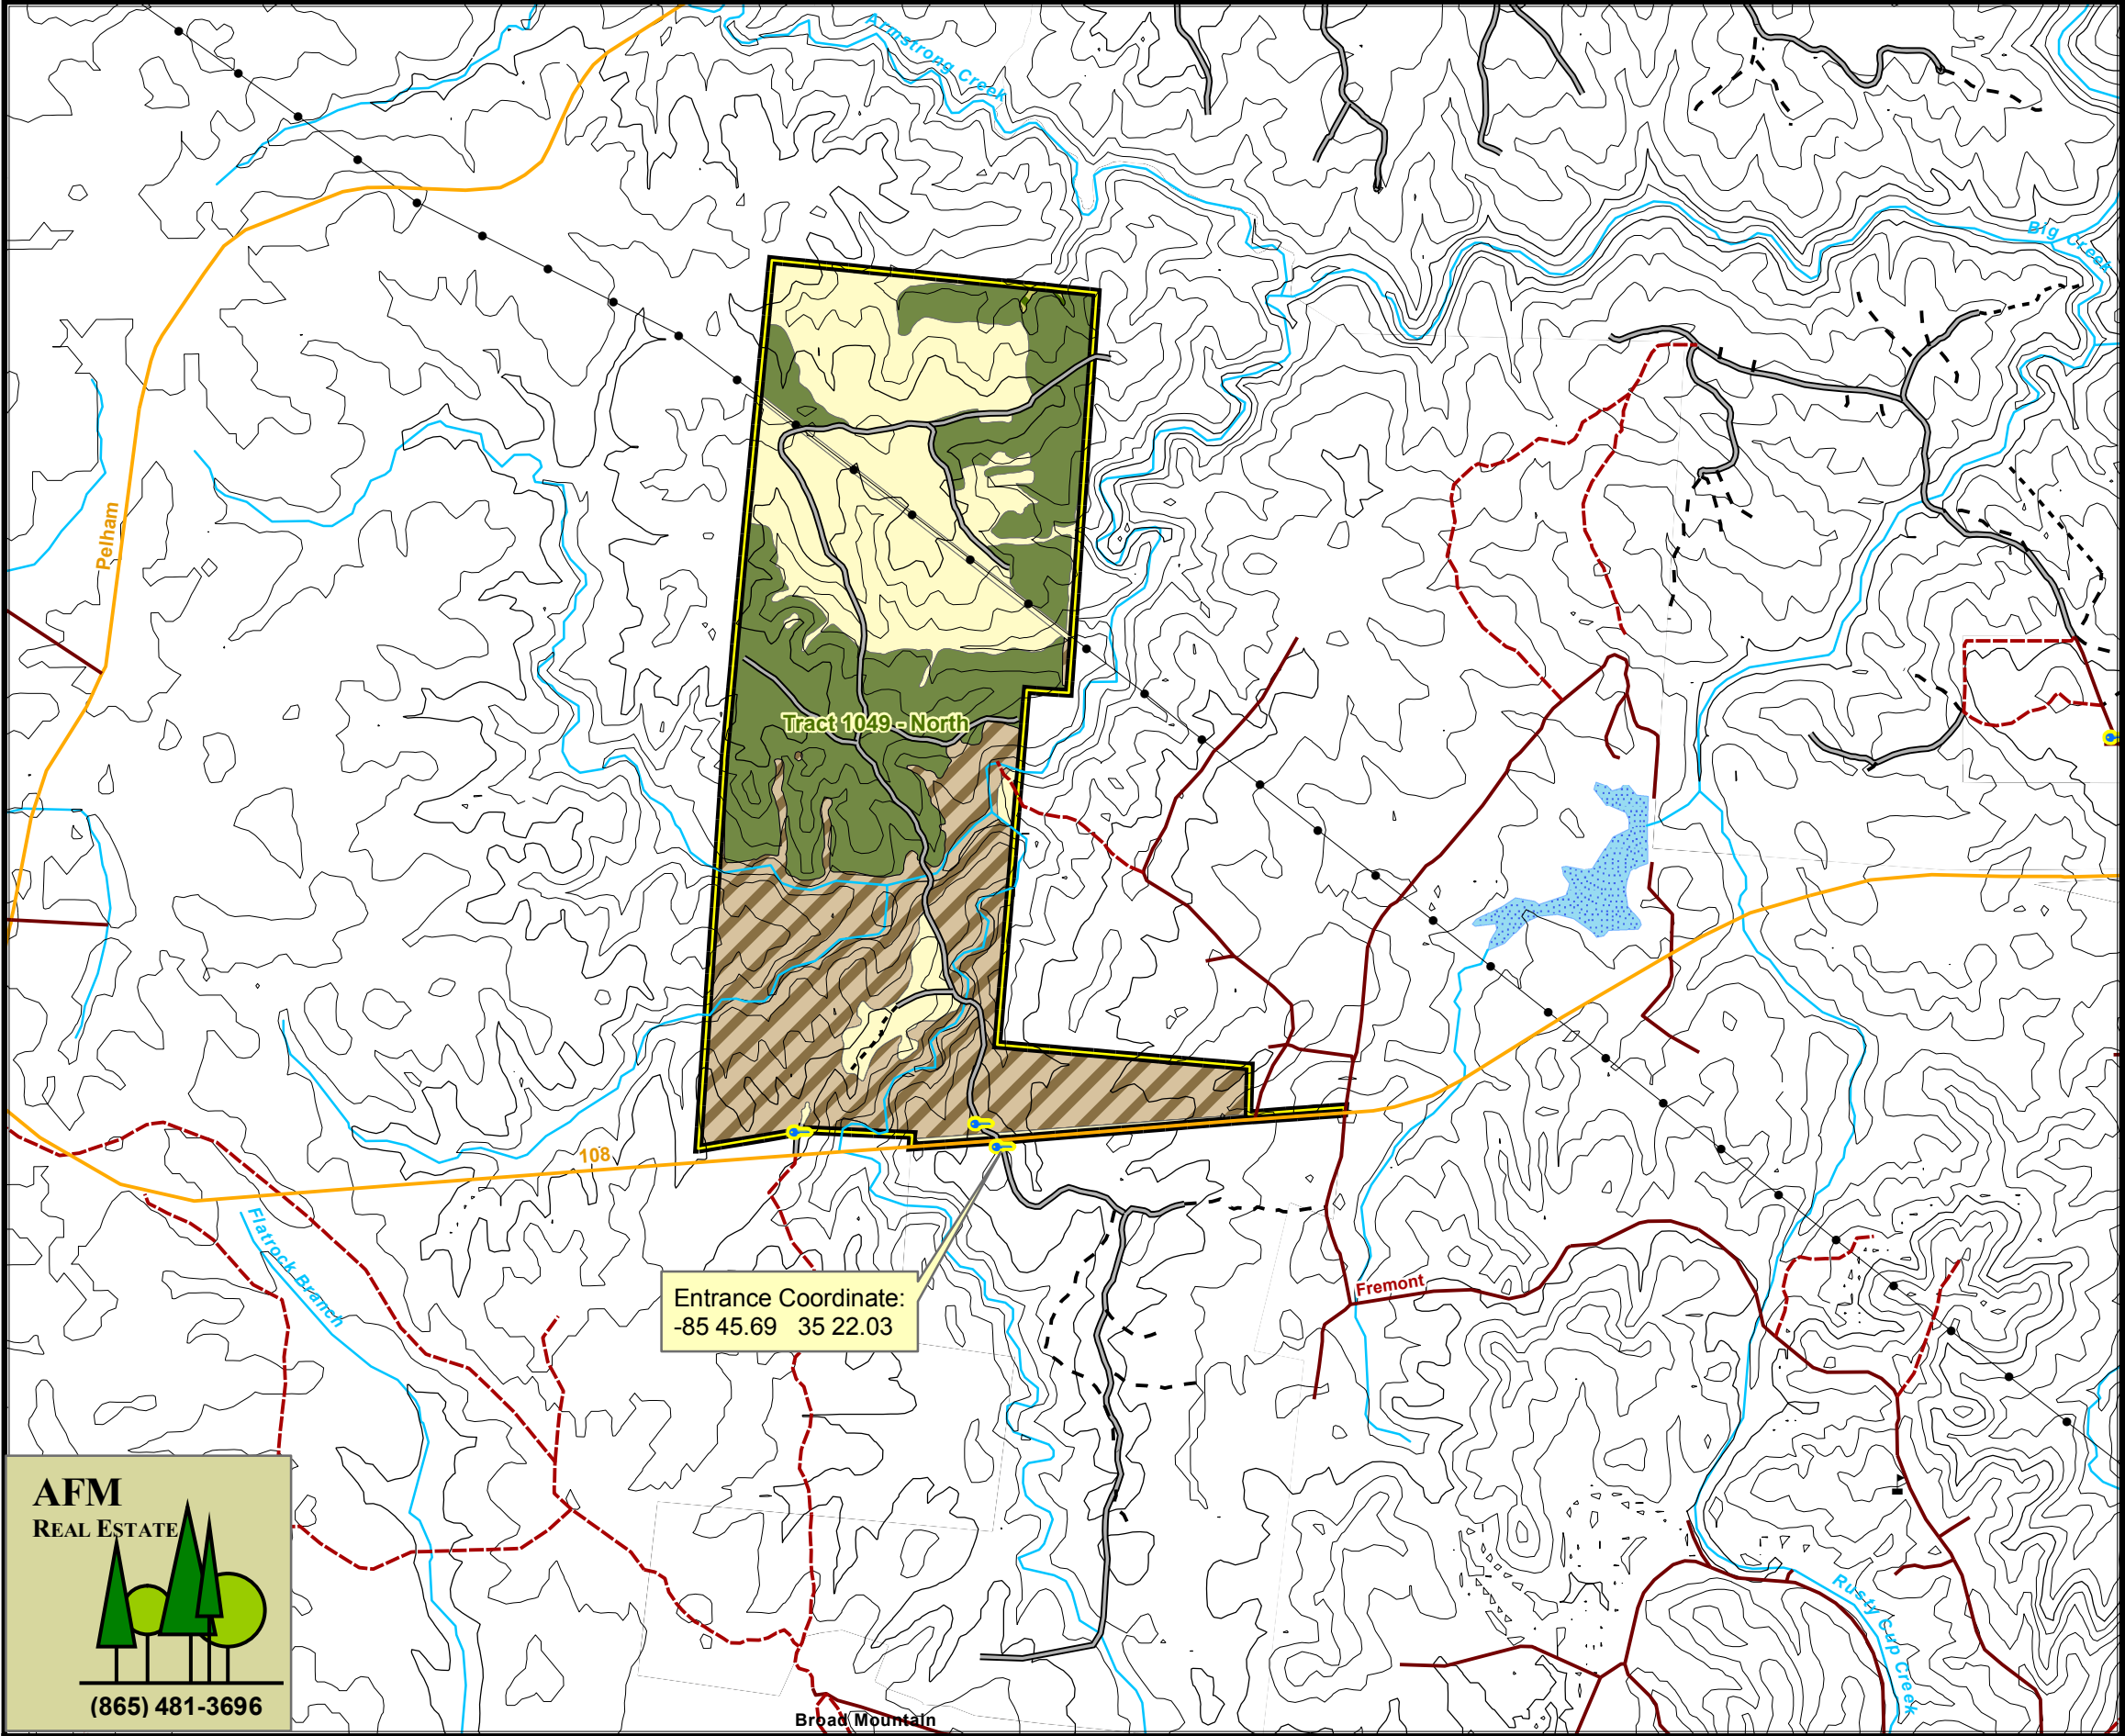 Armstrong Creek
Big Creek
Pelham
Tract 1049 - North
108
Flatrock Branch
Entrance Coordinate:
-85 45.69   35 22.03
Fremont
AFM
REAL ESTATE
(865) 481-3696
Rusty Cup Creek
Broad Mountain